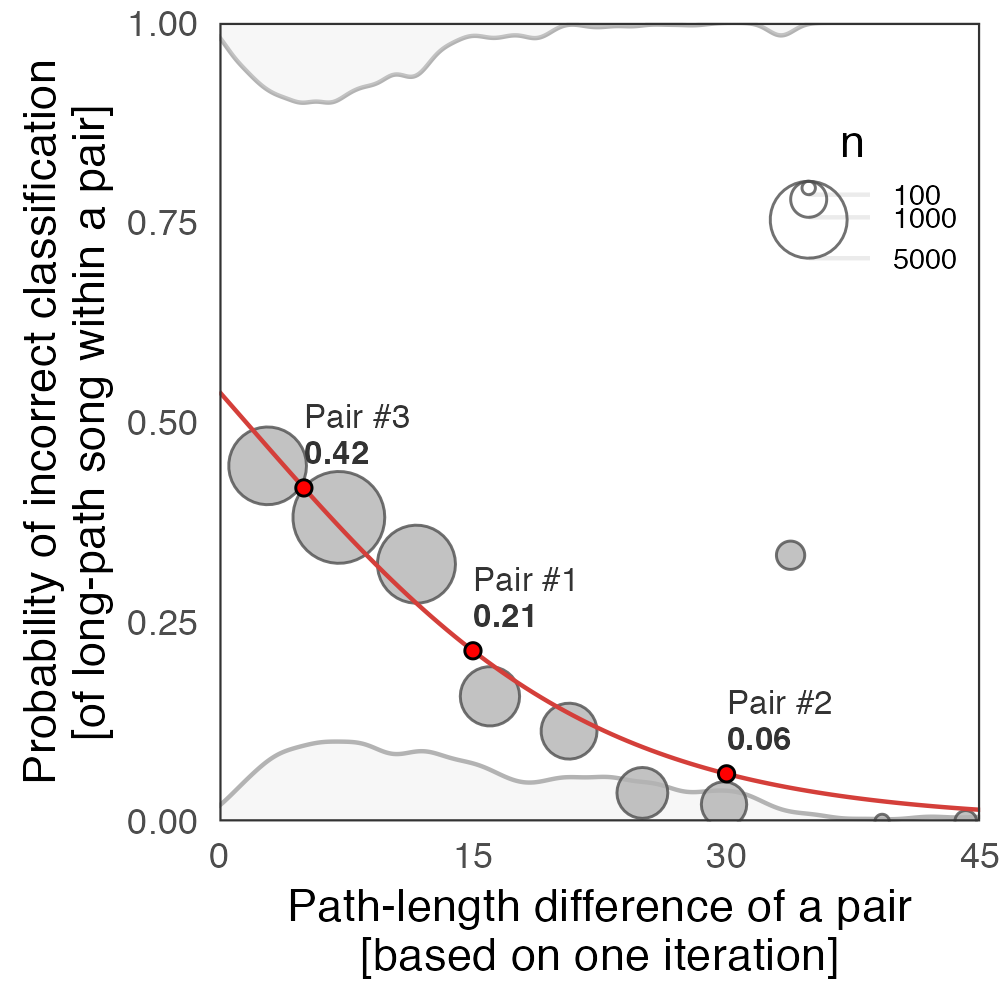 1.00
0.75
0.50
0.25
0.00
Probability of incorrect classification
[of long-path song within a pair]
n
100
1000
5000
Pair #3
0.42
Pair #1
0.21
Pair #2
0.06
0
15
30
45
Path-length difference of a pair
[based on one iteration]